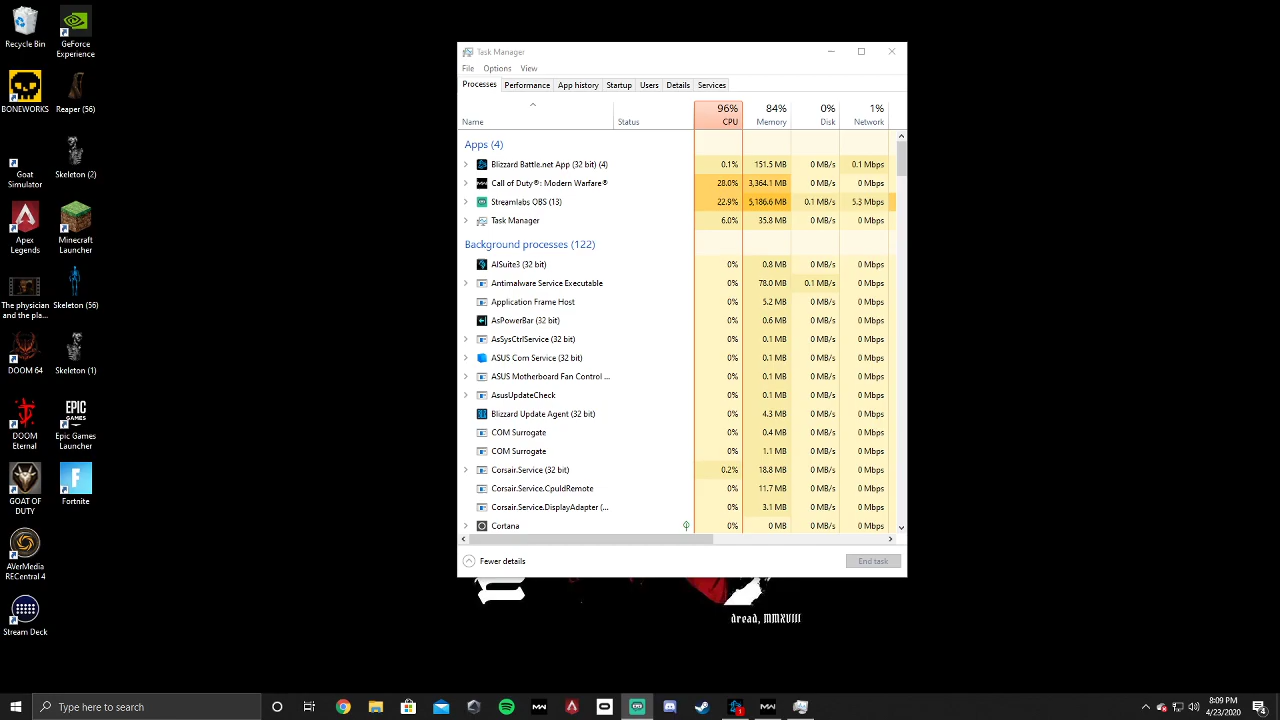 Recycle Bin
GeForce
Experience
BONEWORKS
Reaper (56)
Goat
Simulator
Skeleton (2)
Apex
Legends
Minecraft
Launcher
The physician
and the pla...
Skeleton (56)
DOOM 64
Skeleton (1)
DOOM
Eternal
EPIC
GAMES
Epic Games
Launcher
GOAT OF
DUTY
Fortnite
AVerMedia
RECentral 4
Stream Deck
Task Manager
File Options View
Processes Performance App history Startup Users Details Services
96% 84% 0% 1%
Name Status CPU Memory Disk Network
Apps (4)
Blizzard Battle.net App (32 bit) (4) 0.1% 151.5 MB 0 MB/s 0.1 Mbps
Call of Duty®: Modern Warfare® 28.0% 3,364.1 MB 0 MB/s 0 Mbps
Streamlabs OBS (13) 22.9% 5,186.6 MB 0.1 MB/s 5.3 Mbps
Task Manager 6.0% 35.8 MB 0 MB/s 0 Mbps
Background processes (122)
AISuite3 (32 bit) 0% 0.8 MB 0 MB/s 0 Mbps
Antimalware Service Executable 0% 78.0 MB 0.1 MB/s 0 Mbps
Application Frame Host 0% 5.2 MB 0 MB/s 0 Mbps
AsPowerBar (32 bit) 0% 0.6 MB 0 MB/s 0 Mbps
AsSysCtrlService (32 bit) 0% 0.1 MB 0 MB/s 0 Mbps
ASUS Com Service (32 bit) 0% 0.1 MB 0 MB/s 0 Mbps
ASUS Motherboard Fan Control ... 0% 0.1 MB 0 MB/s 0 Mbps
AsusUpdateCheck 0% 0.1 MB 0 MB/s 0 Mbps
Blizzard Update Agent (32 bit) 0% 4.3 MB 0 MB/s 0 Mbps
COM Surrogate 0% 0.4 MB 0 MB/s 0 Mbps
COM Surrogate 0% 1.1 MB 0 MB/s 0 Mbps
Corsair.Service (32 bit) 0.2% 18.8 MB 0 MB/s 0 Mbps
Corsair.Service.CpuIdRemote 0% 11.7 MB 0 MB/s 0 Mbps
Corsair.Service.DisplayAdapter (... 0% 3.1 MB 0 MB/s 0 Mbps
Cortana 0% 0 MB 0 MB/s 0 Mbps
Fewer details End task
dread, MMXVIII
Type here to search
8:09 PM
4/23/2020